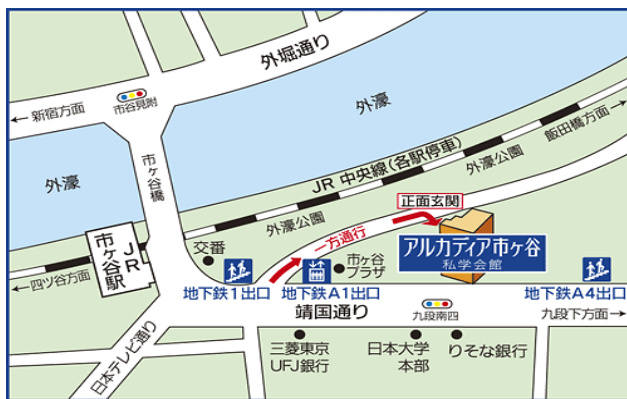 外堀通り
←新宿方面
市谷見附
外濠
飯田橋方面→
外濠
市ヶ谷橋
JR 中央線(各駅停車)
外濠公園
外濠公園
正面玄関
JR
市ヶ谷駅
交番
一方通行
市ヶ谷
プラザ
アルカディア市ヶ谷
私学会館
←四ツ谷方面
地下鉄1出口
地下鉄A1出口
地下鉄A4出口
靖国通り
九段南四
九段下方面→
日本テレビ通り
三菱東京
UFJ銀行
日本大学
本部
りそな銀行